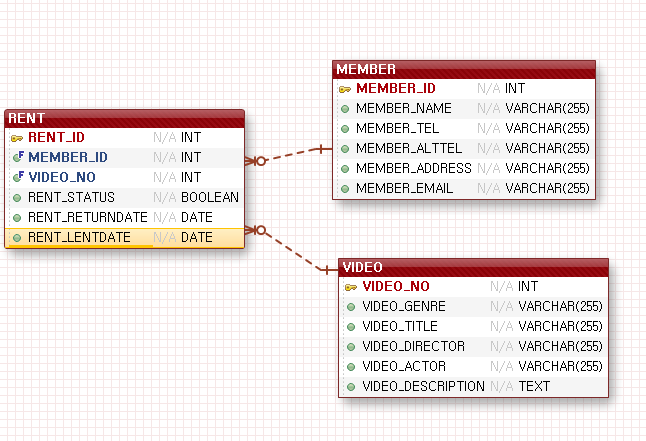 RENT
RENT_ID N/A INT
MEMBER_ID N/A INT
VIDEO_NO N/A INT
RENT_STATUS N/A BOOLEAN
RENT_RETURNDATE N/A DATE
RENT_LENTDATE N/A DATE
MEMBER
MEMBER_ID N/A INT
MEMBER_NAME N/A VARCHAR(255)
MEMBER_TEL N/A VARCHAR(255)
MEMBER_ALTTEL N/A VARCHAR(255)
MEMBER_ADDRESS N/A VARCHAR(255)
MEMBER_EMAIL N/A VARCHAR(255)
VIDEO
VIDEO_NO N/A INT
VIDEO_GENRE N/A VARCHAR(255)
VIDEO_TITLE N/A VARCHAR(255)
VIDEO_DIRECTOR N/A VARCHAR(255)
VIDEO_ACTOR N/A VARCHAR(255)
VIDEO_DESCRIPTION N/A TEXT